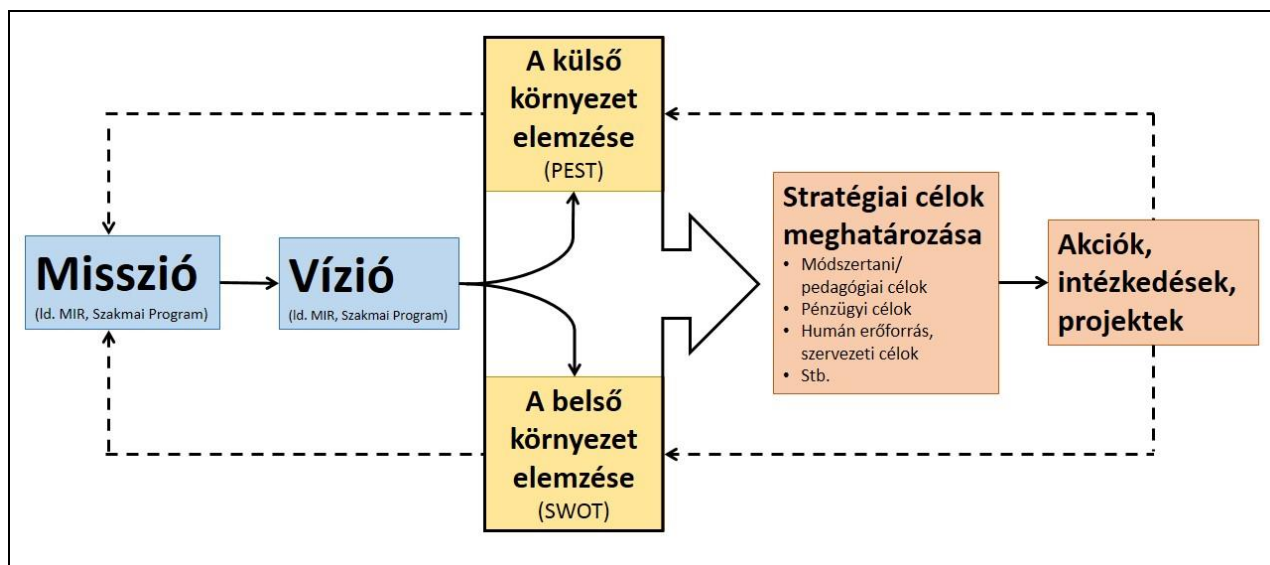 Misszió
(ld. MIR, Szakmai Program)
Vízió
(ld. MIR, Szakmai Program)
A külső
környezet
elemzése
(PEST)
A belső
környezet
elemzése
(SWOT)
Stratégiai célok
meghatározása
• Módszertani/
pedagógiai célok
• Pénzügyi célok
• Humán erőforrás,
szervezeti célok
• Stb.
Akciók,
intézkedések,
projektek